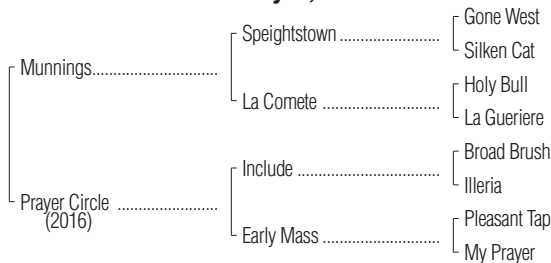 Gone West
Speightstown
Silken Cat
Munnings
Holy Bull
La Comete
La Gueriere
Broad Brush
Include
Illeria
Prayer Circle
(2016)
Pleasant Tap
Early Mass
My Prayer